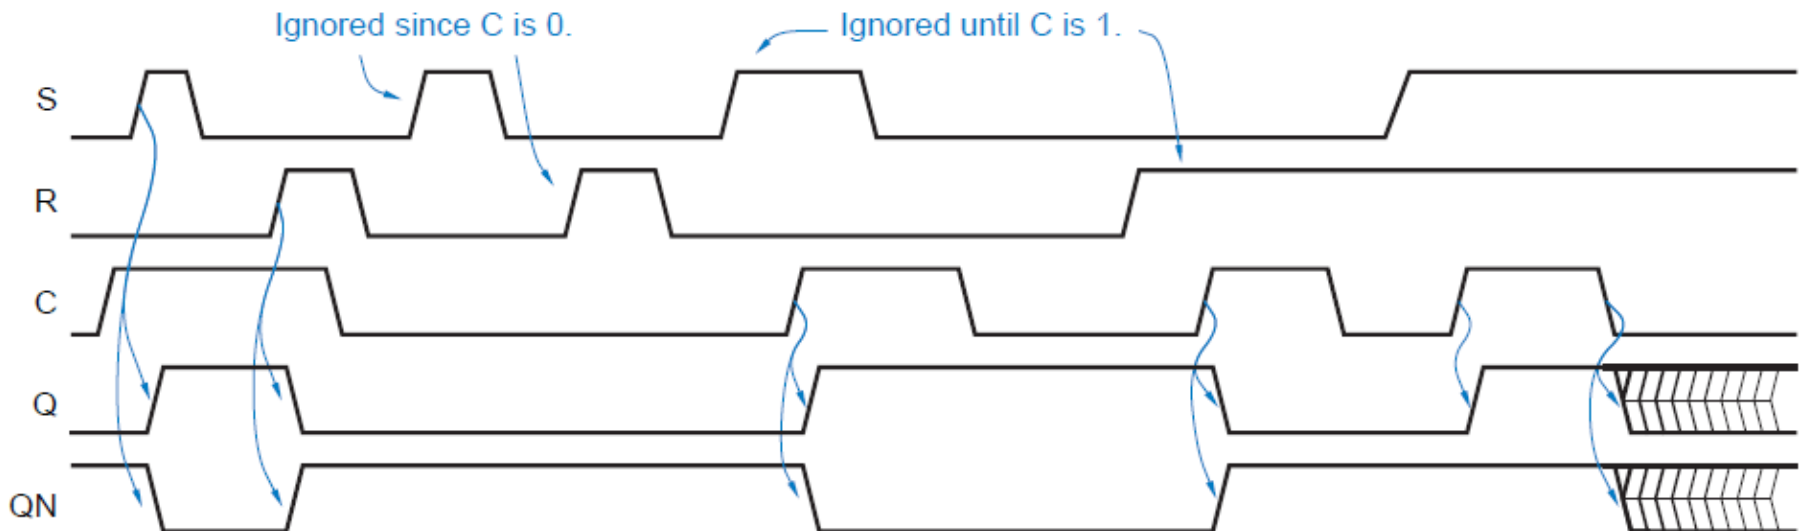 Ignored since C is 0.
Ignored until C is 1.
S
R
C
Q
QN